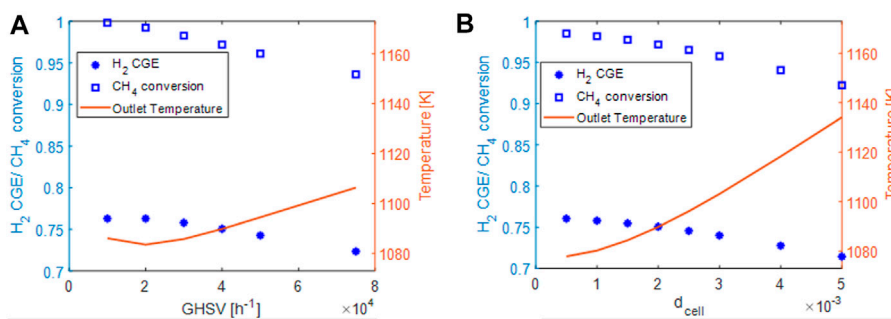 A
H2 CGE/ CH4 conversion
1
0.95
0.9
0.85
0.8
0.75
0.7
H2 CGE
CH4 conversion
Outlet Temperature
1160
1140
1120
1100
1080
Temperature [K]
0
2
4
6
8
GHSV [h-1]
×10^4
B
H2 CGE/ CH4 conversion
1
0.95
0.9
0.85
0.8
0.75
0.7
H2 CGE
CH4 conversion
Outlet Temperature
1160
1140
1120
1100
1080
Temperature [K]
0
1
2
3
4
5
dcell
×10^-3